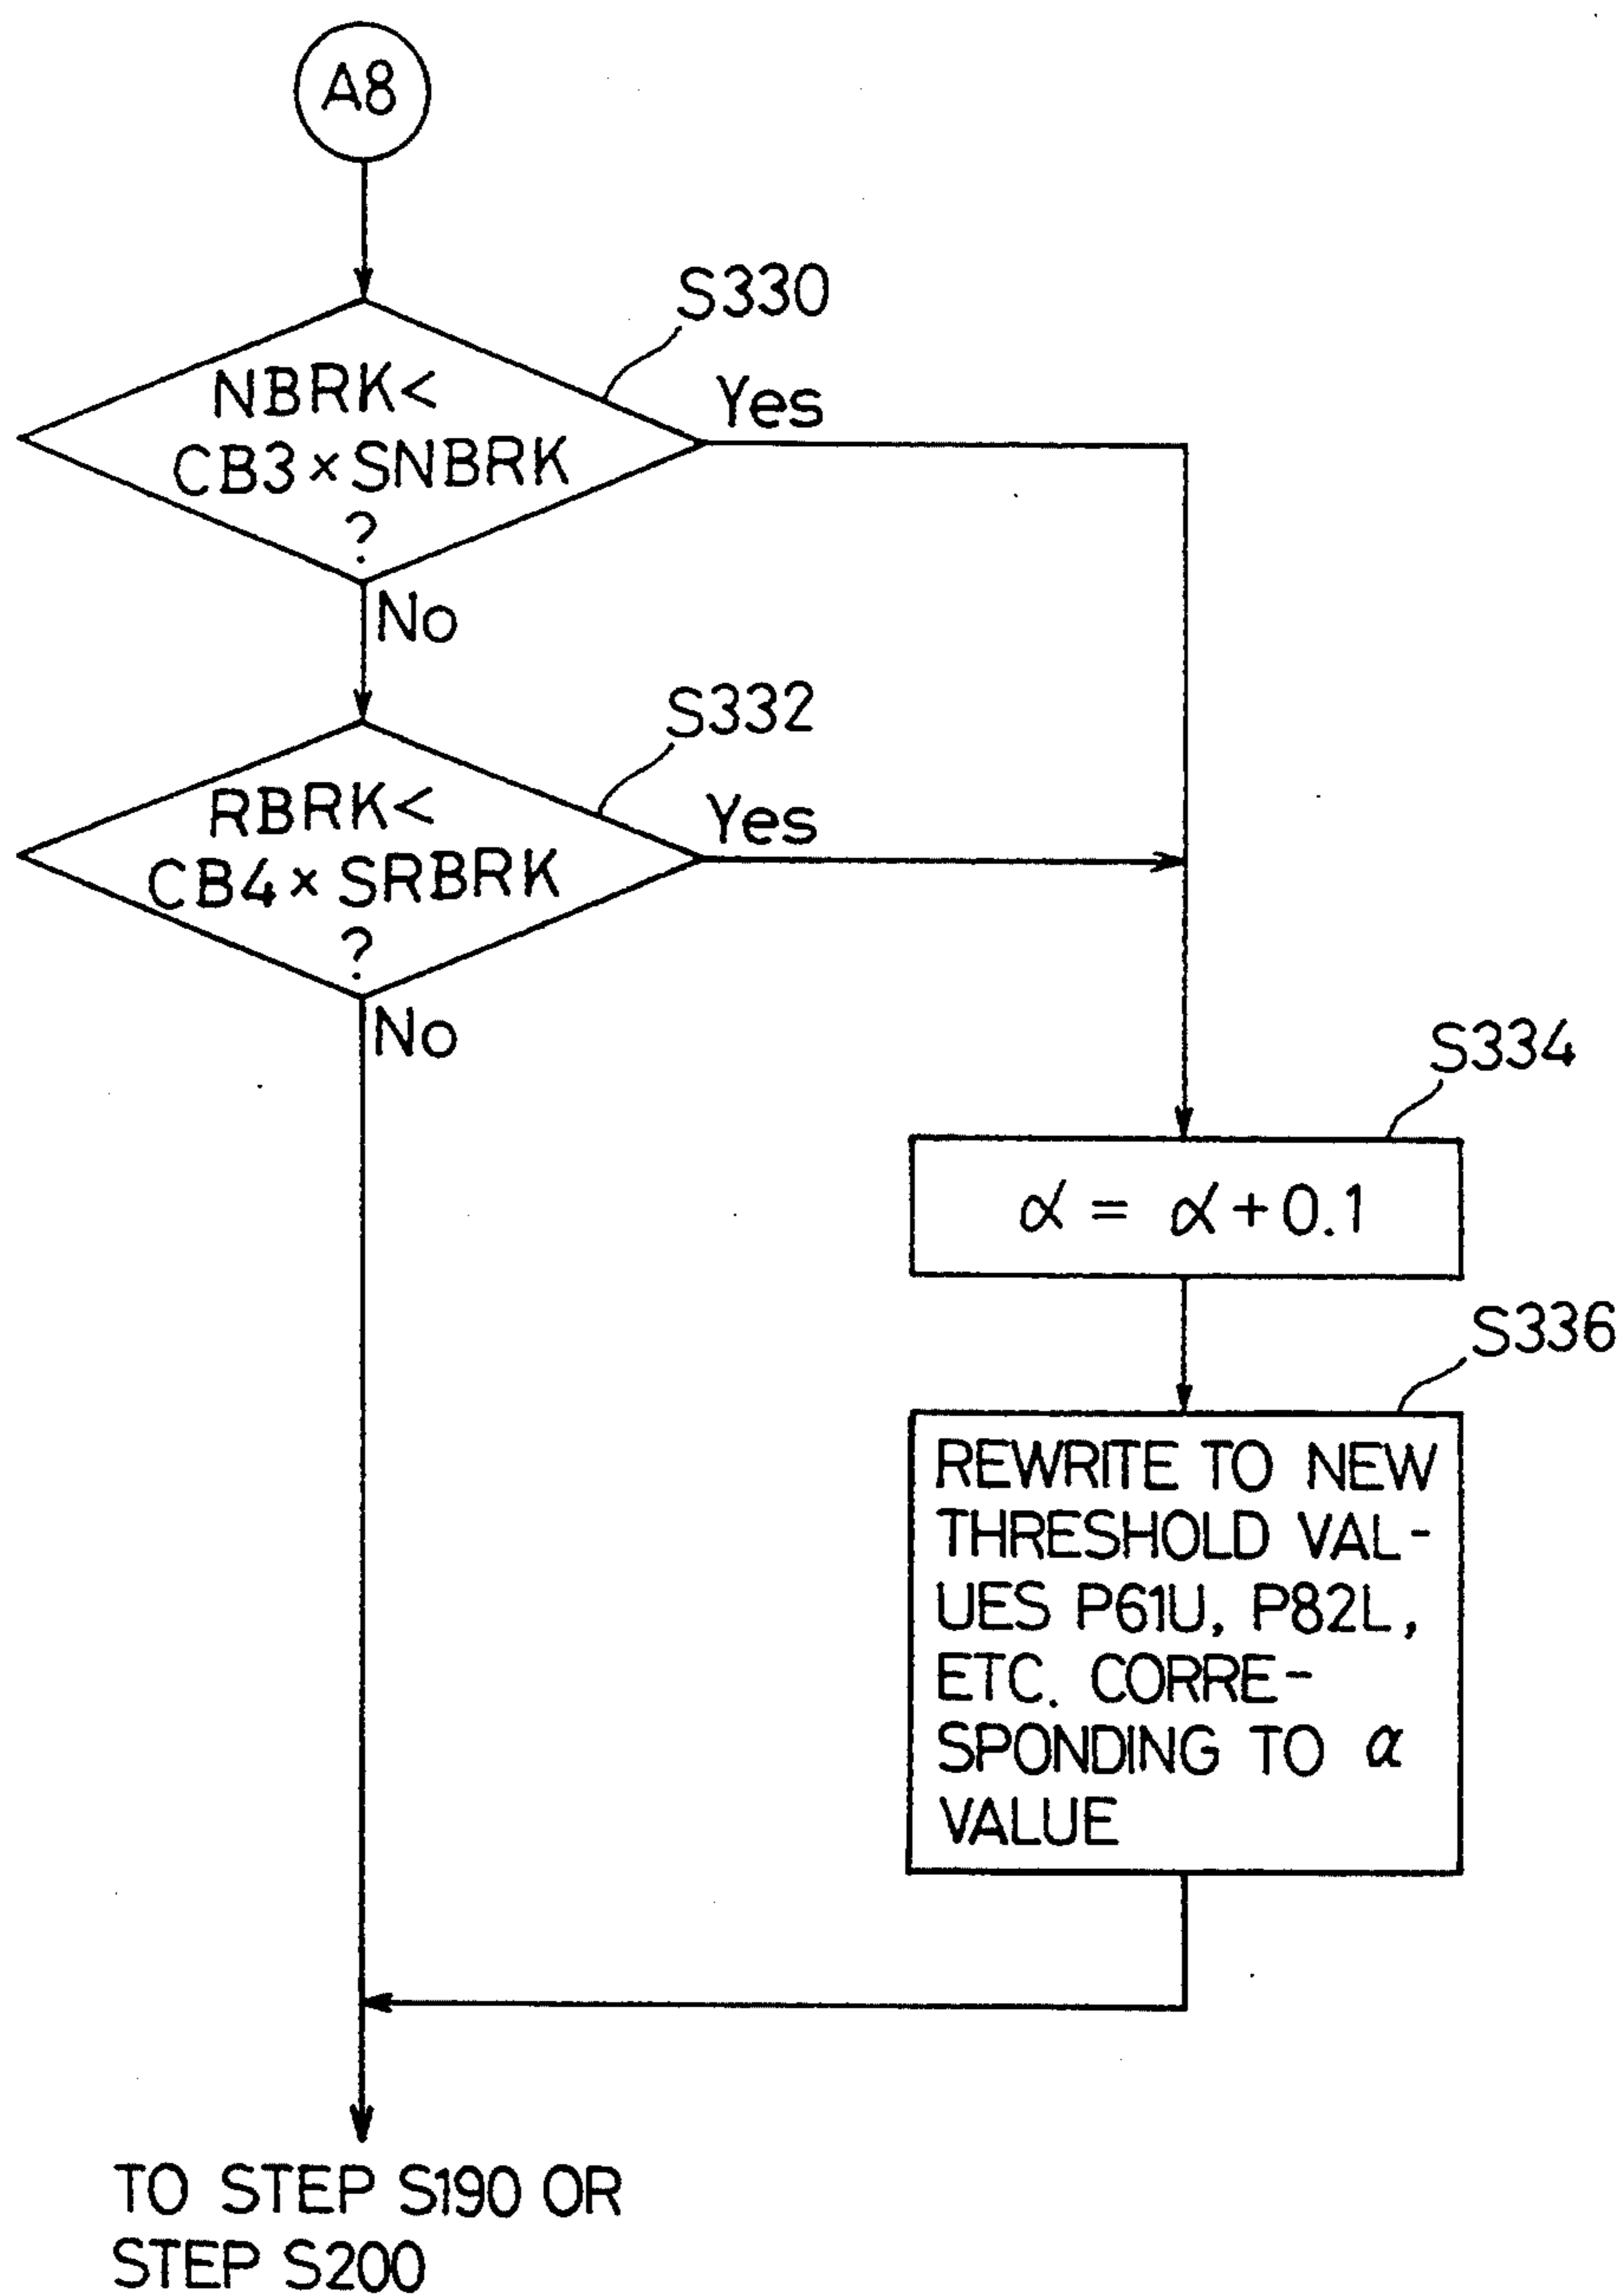 A8
S330
NBRK<
CB3×SNBRK
?
Yes
No
S332
RBRK<
CB4×SRBRK
?
Yes
No
S334
α = α+0.1
S336
REWRITE TO NEW
THRESHOLD VAL-
UES P61U, P82L,
ETC. CORRE-
SPONDING TO α
VALUE
TO STEP S190 OR
STEP S200